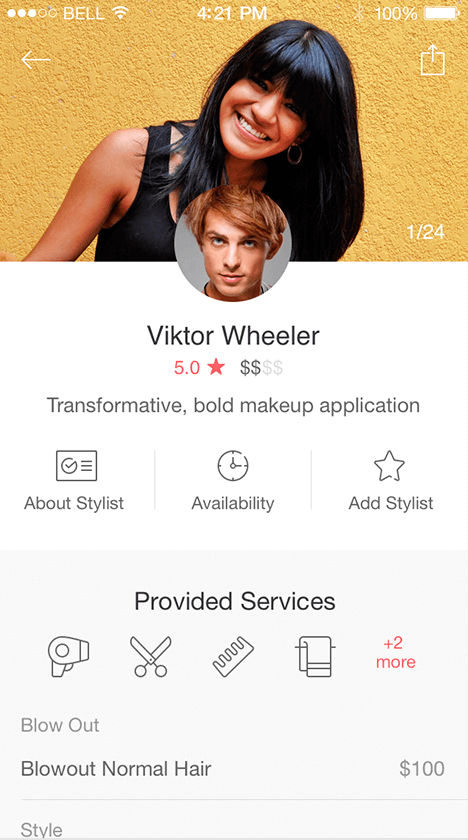 BELL 4:21 PM 100%
1/24
Viktor Wheeler
5.0 $$$$
Transformative, bold makeup application
About Stylist Availability Add Stylist
Provided Services
+2
more
Blow Out
Blowout Normal Hair $100
Style